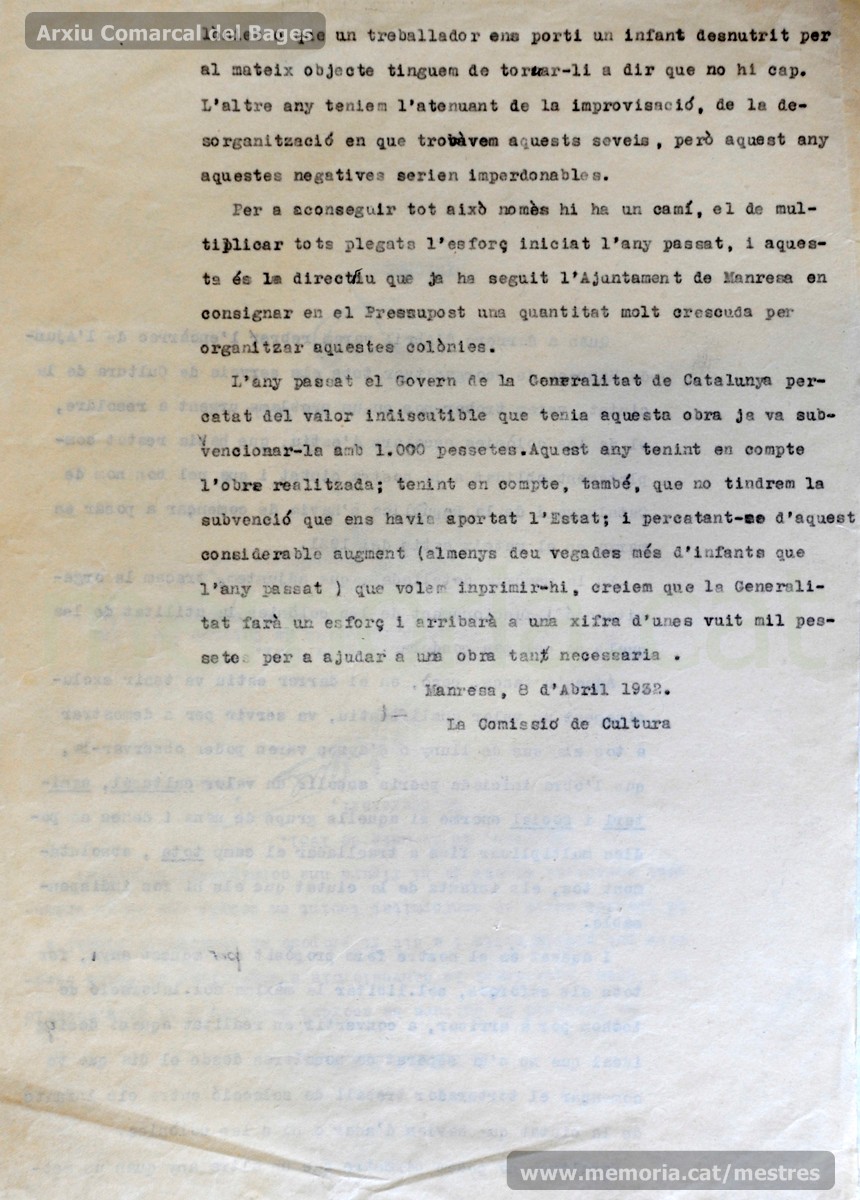 Arxiu Comarcal del Bages
que un treballador ens porti un infant desnutrit per
al mateix objecte tinguem de tornar-li a dir que no hi cap.
L'altre any teniem l'atenuant de la improvisació, de la de-
sorganització en que trobàvem aquests seveis, però aquest any
aquestes negatives serien imperdonables.
Per a aconseguir tot això nomès hi ha un camí, el de mul-
tiplicar tots plegats l'esforç iniciat l'any passat, i aques-
ta és la directiu que ja ha seguit l'Ajuntament de Manresa en
consignar en el Pressupost una quantitat molt crescuda per
organitzar aquestes colònies.
L'any passat el Govern de la Generalitat de Catalunya per-
catat del valor indiscutible que tenia aquesta obra ja va sub-
vencionar-la amb 1.000 pessetes.Aquest any tenint en compte
l'obra realitzada; tenint en compte, també, que no tindrem la
subvenció que ens havia aportat l'Estat; i percatant-se d'aquest
considerable augment (almenys deu vegades més d'infants que
l'any passat ) que volem inprimir-hi, creiem que la Generali-
tat farà un esforç i arribarà a una xifra d'unes vuit mil pes-
setes per a ajudar a una obra tant necessaria .
Manresa, 8 d'Abril 1932.
La Comissió de Cultura
www.memoria.cat/mestres